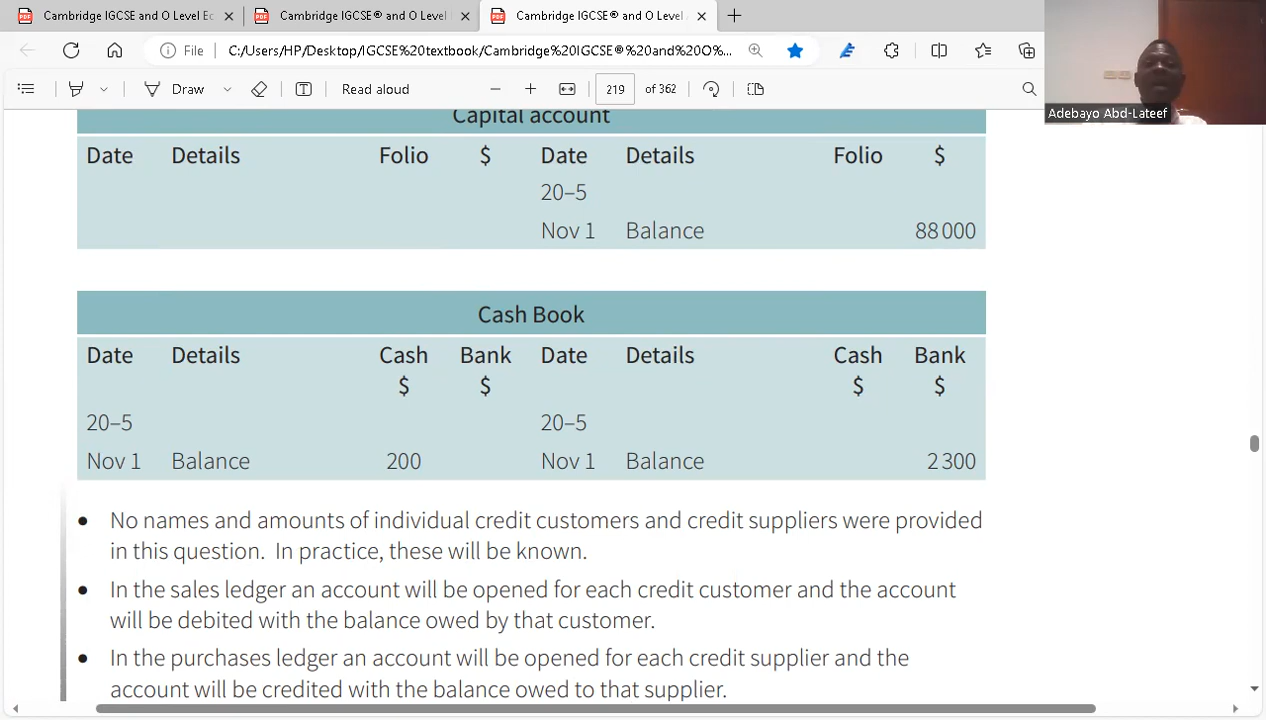 Cambridge IGCSE and O Level Ec
Cambridge IGCSE® and O Level
Cambridge IGCSE® and O Level
File
C:/Users/HP/Desktop/IGCSE%20textbook/Cambridge%20IGCSE®%20and%20O%...
Draw
Read aloud
219
of 362
Adebayo Abd-Lateef
Capital account
Date Details Folio $ Date Details Folio $
20–5
Nov 1 Balance 88 000
Cash Book
Date Details Cash Bank Date Details Cash Bank
$ $ $ $
20–5 20–5
Nov 1 Balance 200 Nov 1 Balance 2 300
• No names and amounts of individual credit customers and credit suppliers were provided
in this question. In practice, these will be known.
• In the sales ledger an account will be opened for each credit customer and the account
will be debited with the balance owed by that customer.
• In the purchases ledger an account will be opened for each credit supplier and the
account will be credited with the balance owed to that supplier.